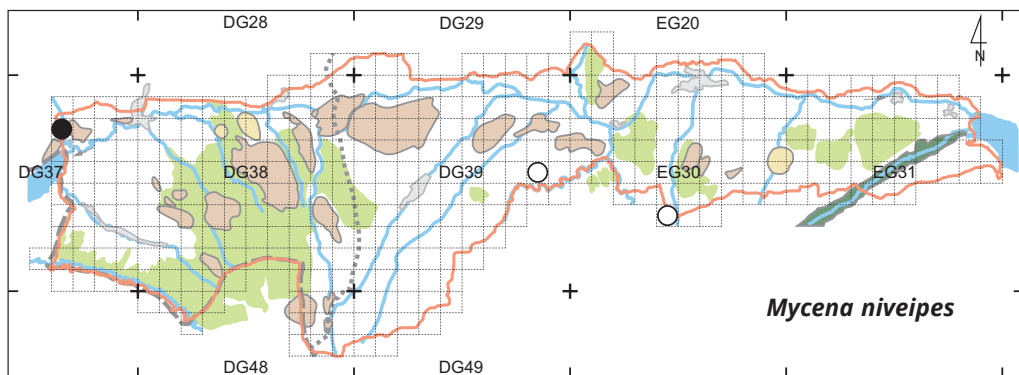 DG28 DG29 EG20
N
DG37 DG38 DG39 EG30 EG31
Mycena niveipes
DG48 DG49